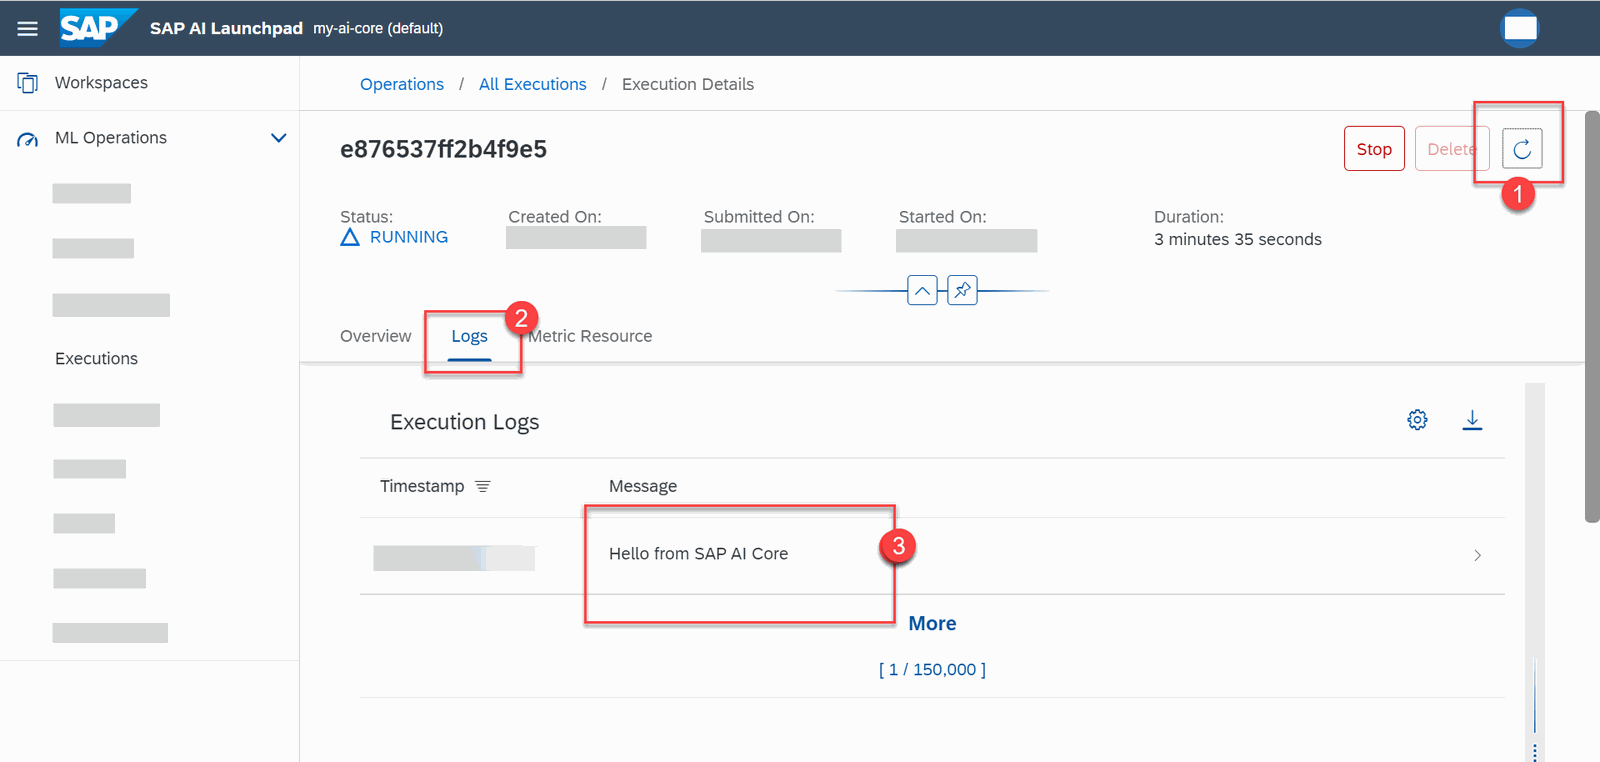 SAP SAP AI Launchpad my-ai-core (default)
Workspaces
Operations / All Executions / Execution Details
ML Operations
e876537ff2b4f9e5
Stop Delete
1
Status: Created On: Submitted On: Started On: Duration:
RUNNING 3 minutes 35 seconds
2
Overview Logs Metric Resource
Executions
Execution Logs
Timestamp Message
Hello from SAP AI Core
3
More
[ 1 / 150,000 ]